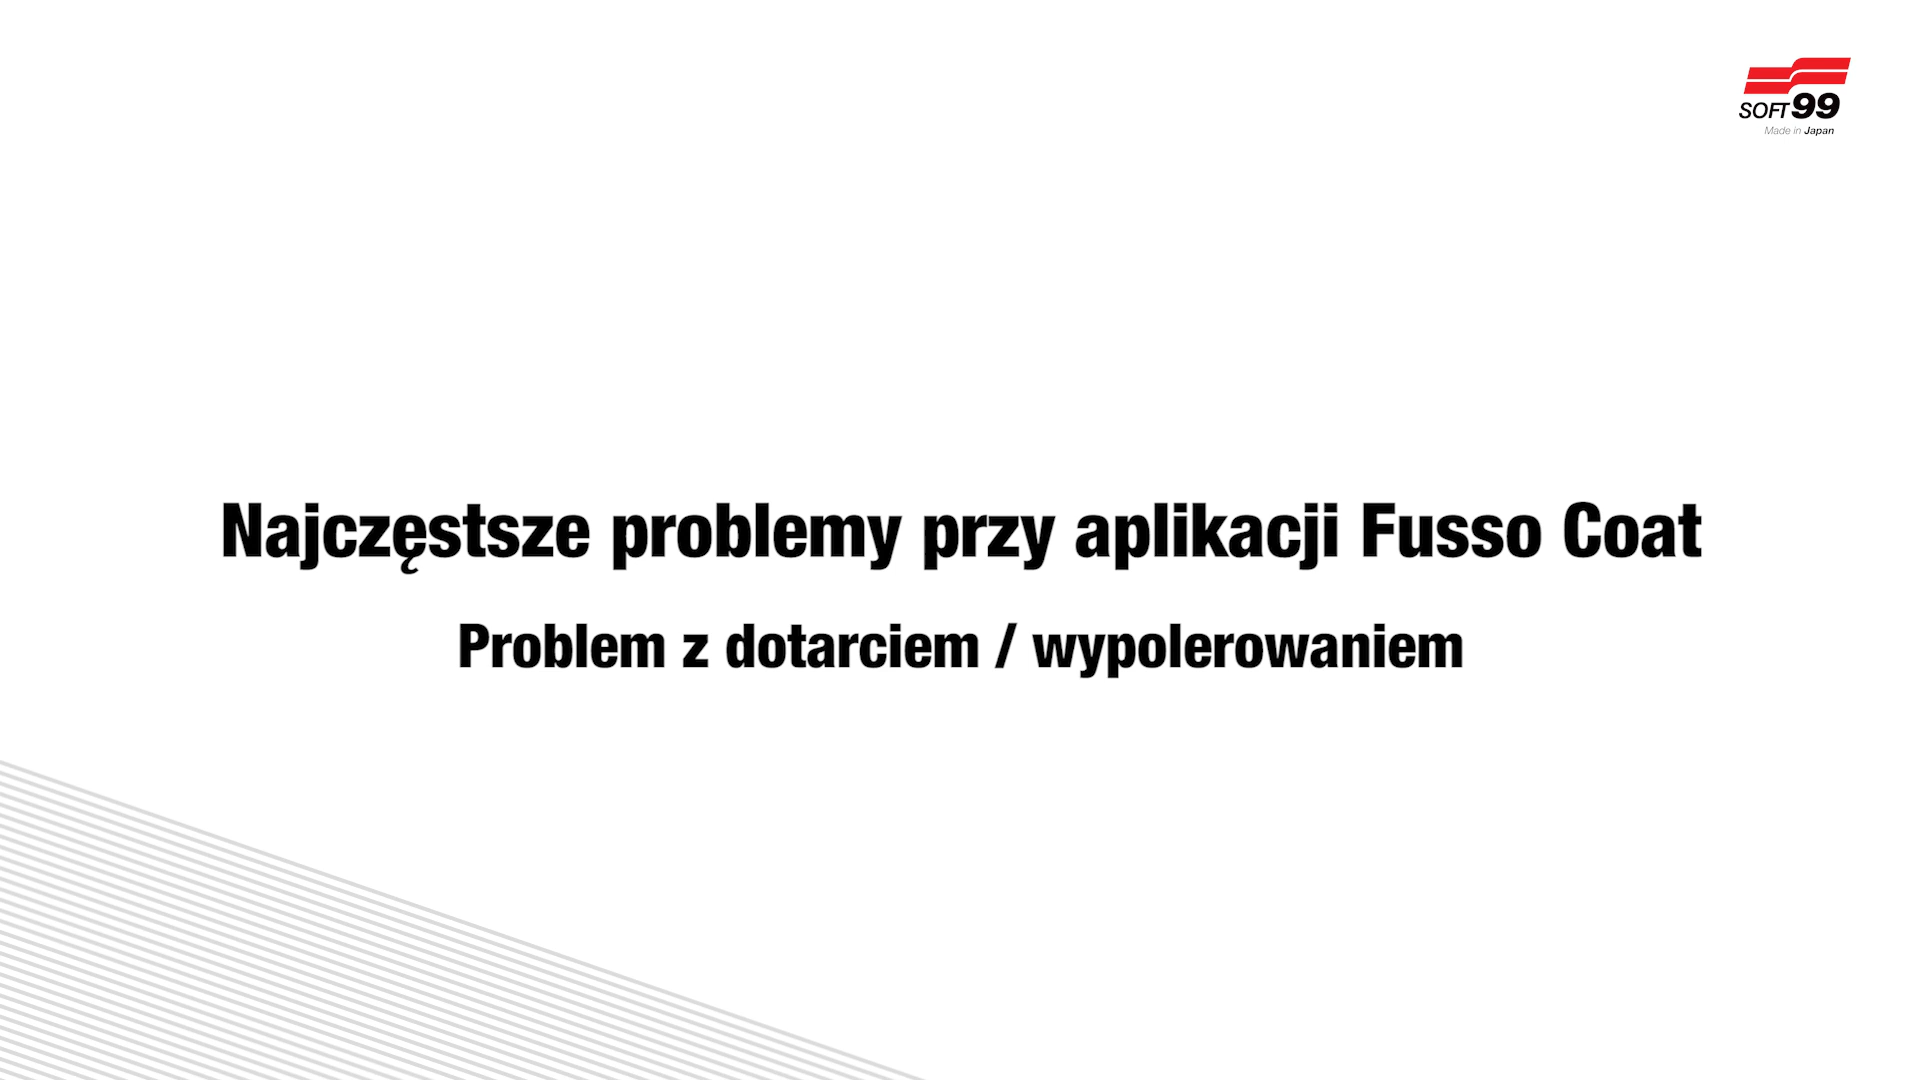 SOFT99
Made in Japan
Najczęstsze problemy przy aplikacji Fusso Coat
Problem z dotarciem / wypolerowaniem